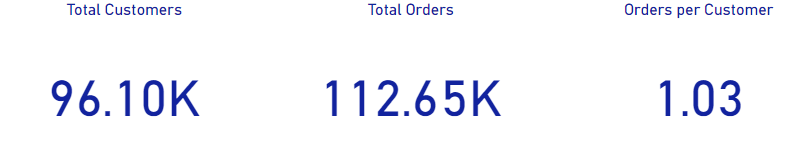 Total Customers Total Orders Orders per Customer
96.10K 112.65K 1.03